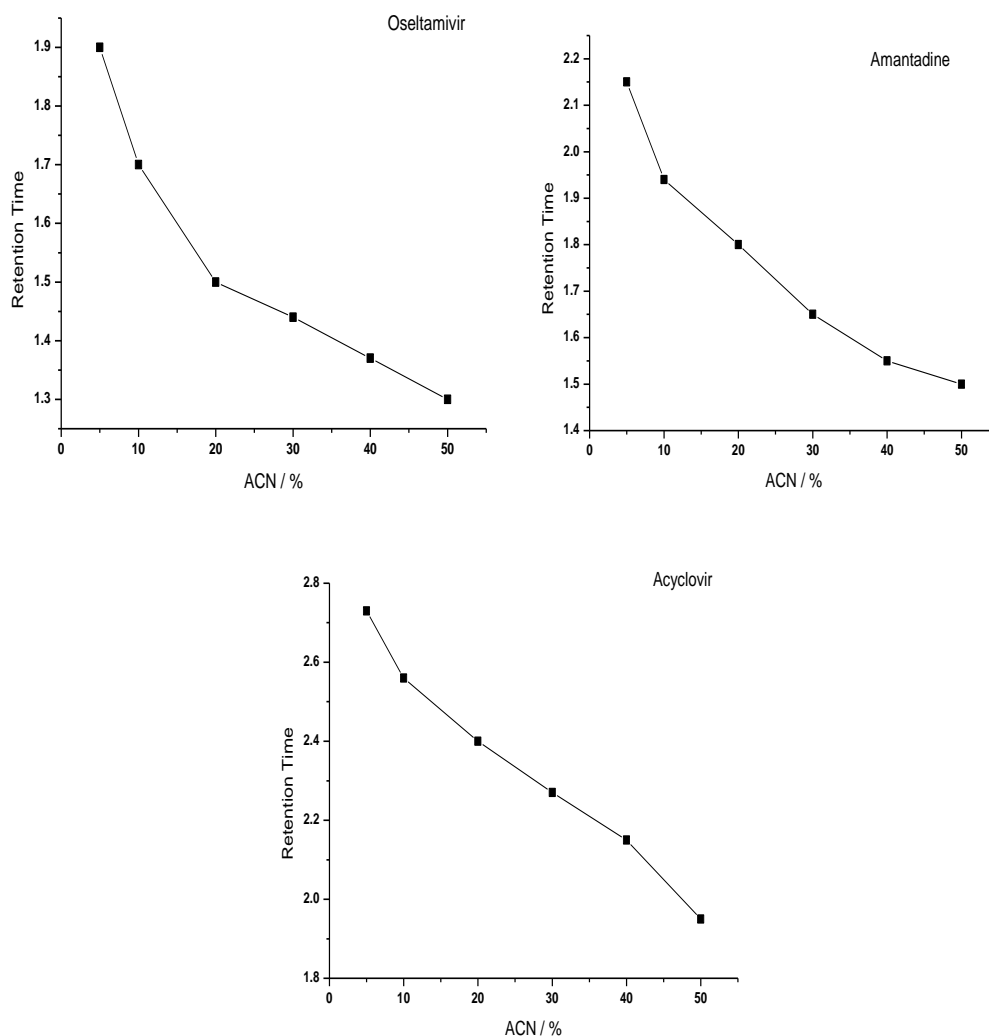 Oseltamivir
1.9
1.8
1.7
1.6
1.5
1.4
1.3
Retention Time
0 10 20 30 40 50
ACN / %
Amantadine
2.2
2.1
2.0
1.9
1.8
1.7
1.6
1.5
1.4
Retention Time
0 10 20 30 40 50
ACN / %
Acyclovir
2.8
2.6
2.4
2.2
2.0
1.8
Retention Time
0 10 20 30 40 50
ACN / %